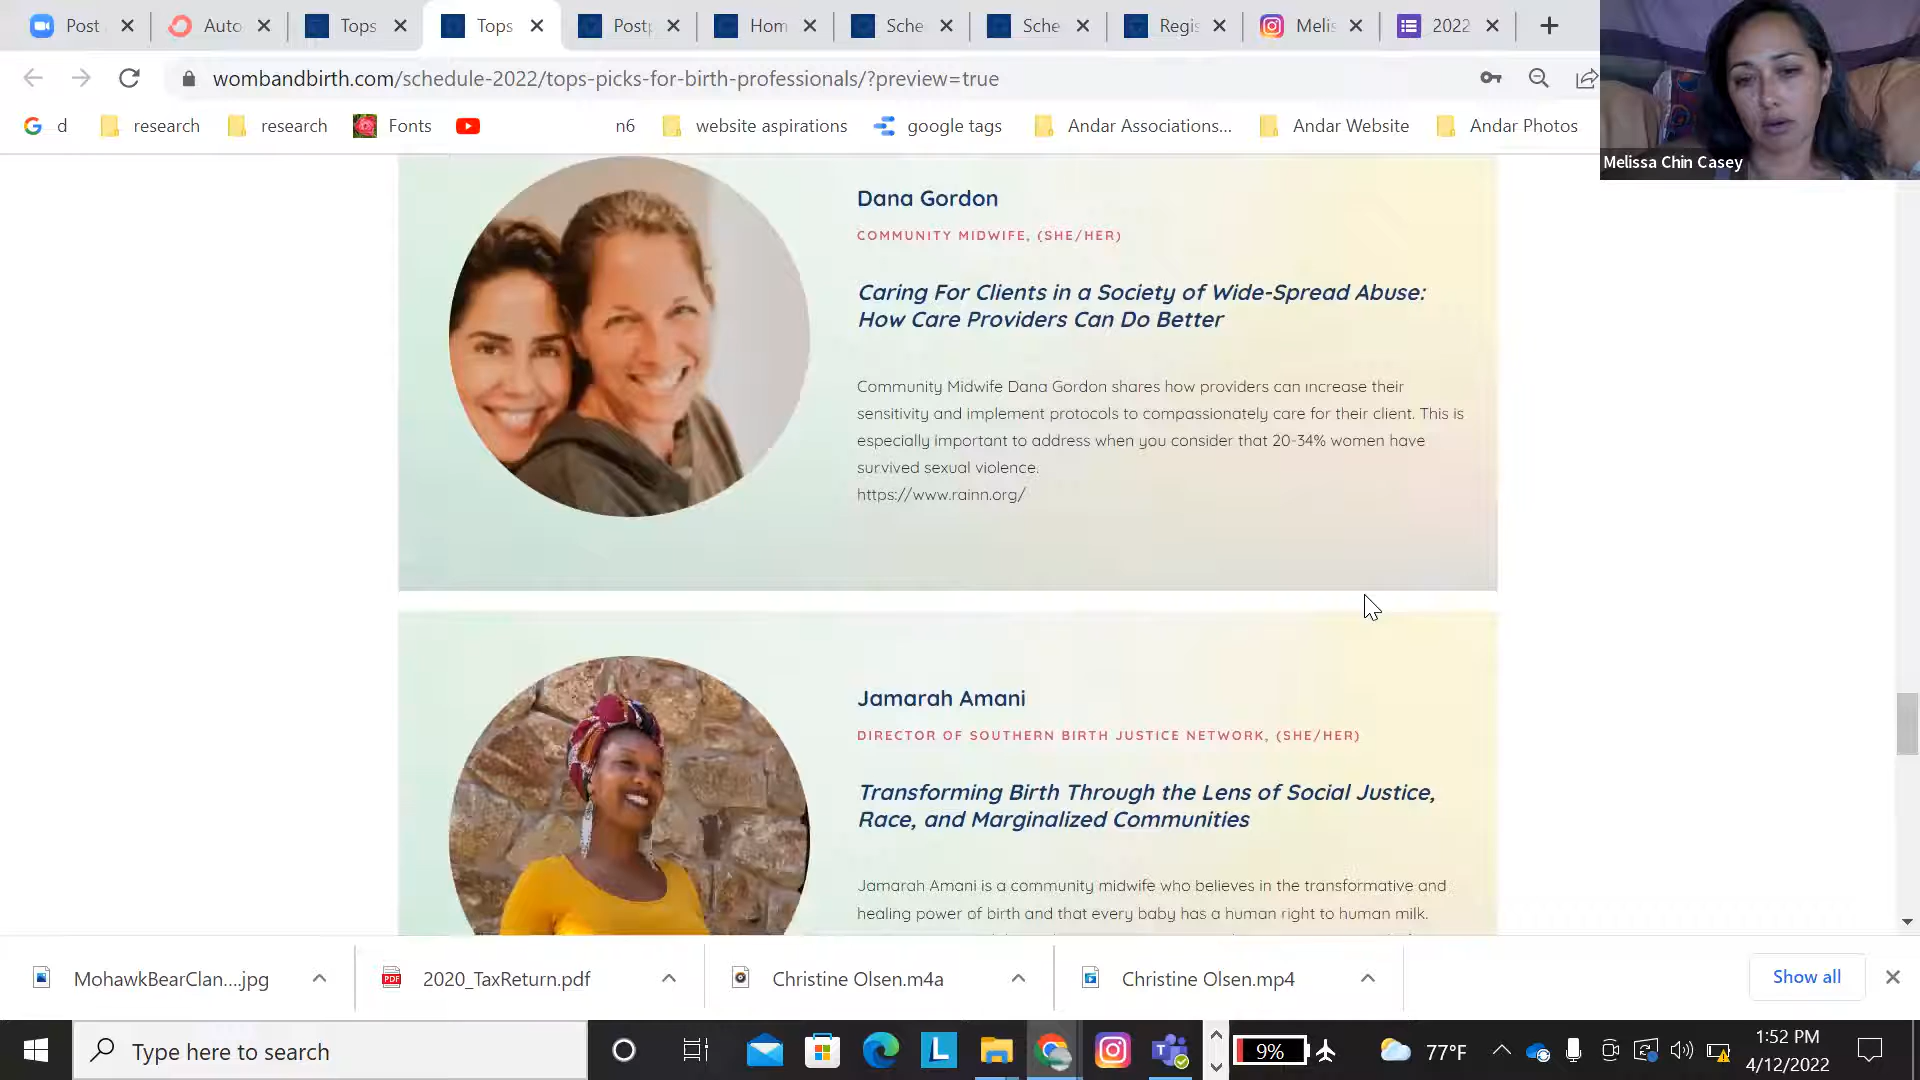 Post
Auto
Tops
Tops
Postp
Hom
Sche
Sche
Regis
Melis
2022
wombandbirth.com/schedule-2022/tops-picks-for-birth-professionals/?preview=true
d
research
research
Fonts
n6
website aspirations
google tags
Andar Associations...
Andar Website
Andar Photos
Melissa Chin Casey
Dana Gordon
COMMUNITY MIDWIFE, (SHE/HER)
Caring For Clients in a Society of Wide-Spread Abuse:
How Care Providers Can Do Better
Community Midwife Dana Gordon shares how providers can increase their
sensitivity and implement protocols to compassionately care for their client. This is
especially important to address when you consider that 20-34% women have
survived sexual violence.
https://www.rainn.org/
Jamarah Amani
DIRECTOR OF SOUTHERN BIRTH JUSTICE NETWORK, (SHE/HER)
Transforming Birth Through the Lens of Social Justice,
Race, and Marginalized Communities
Jamarah Amani is a community midwife who believes in the transformative and
healing power of birth and that every baby has a human right to human milk.
MohawkBearClan....jpg
PDF
2020_TaxReturn.pdf
Christine Olsen.m4a
Christine Olsen.mp4
Show all
Type here to search
L
9%
77°F
1:52 PM
4/12/2022